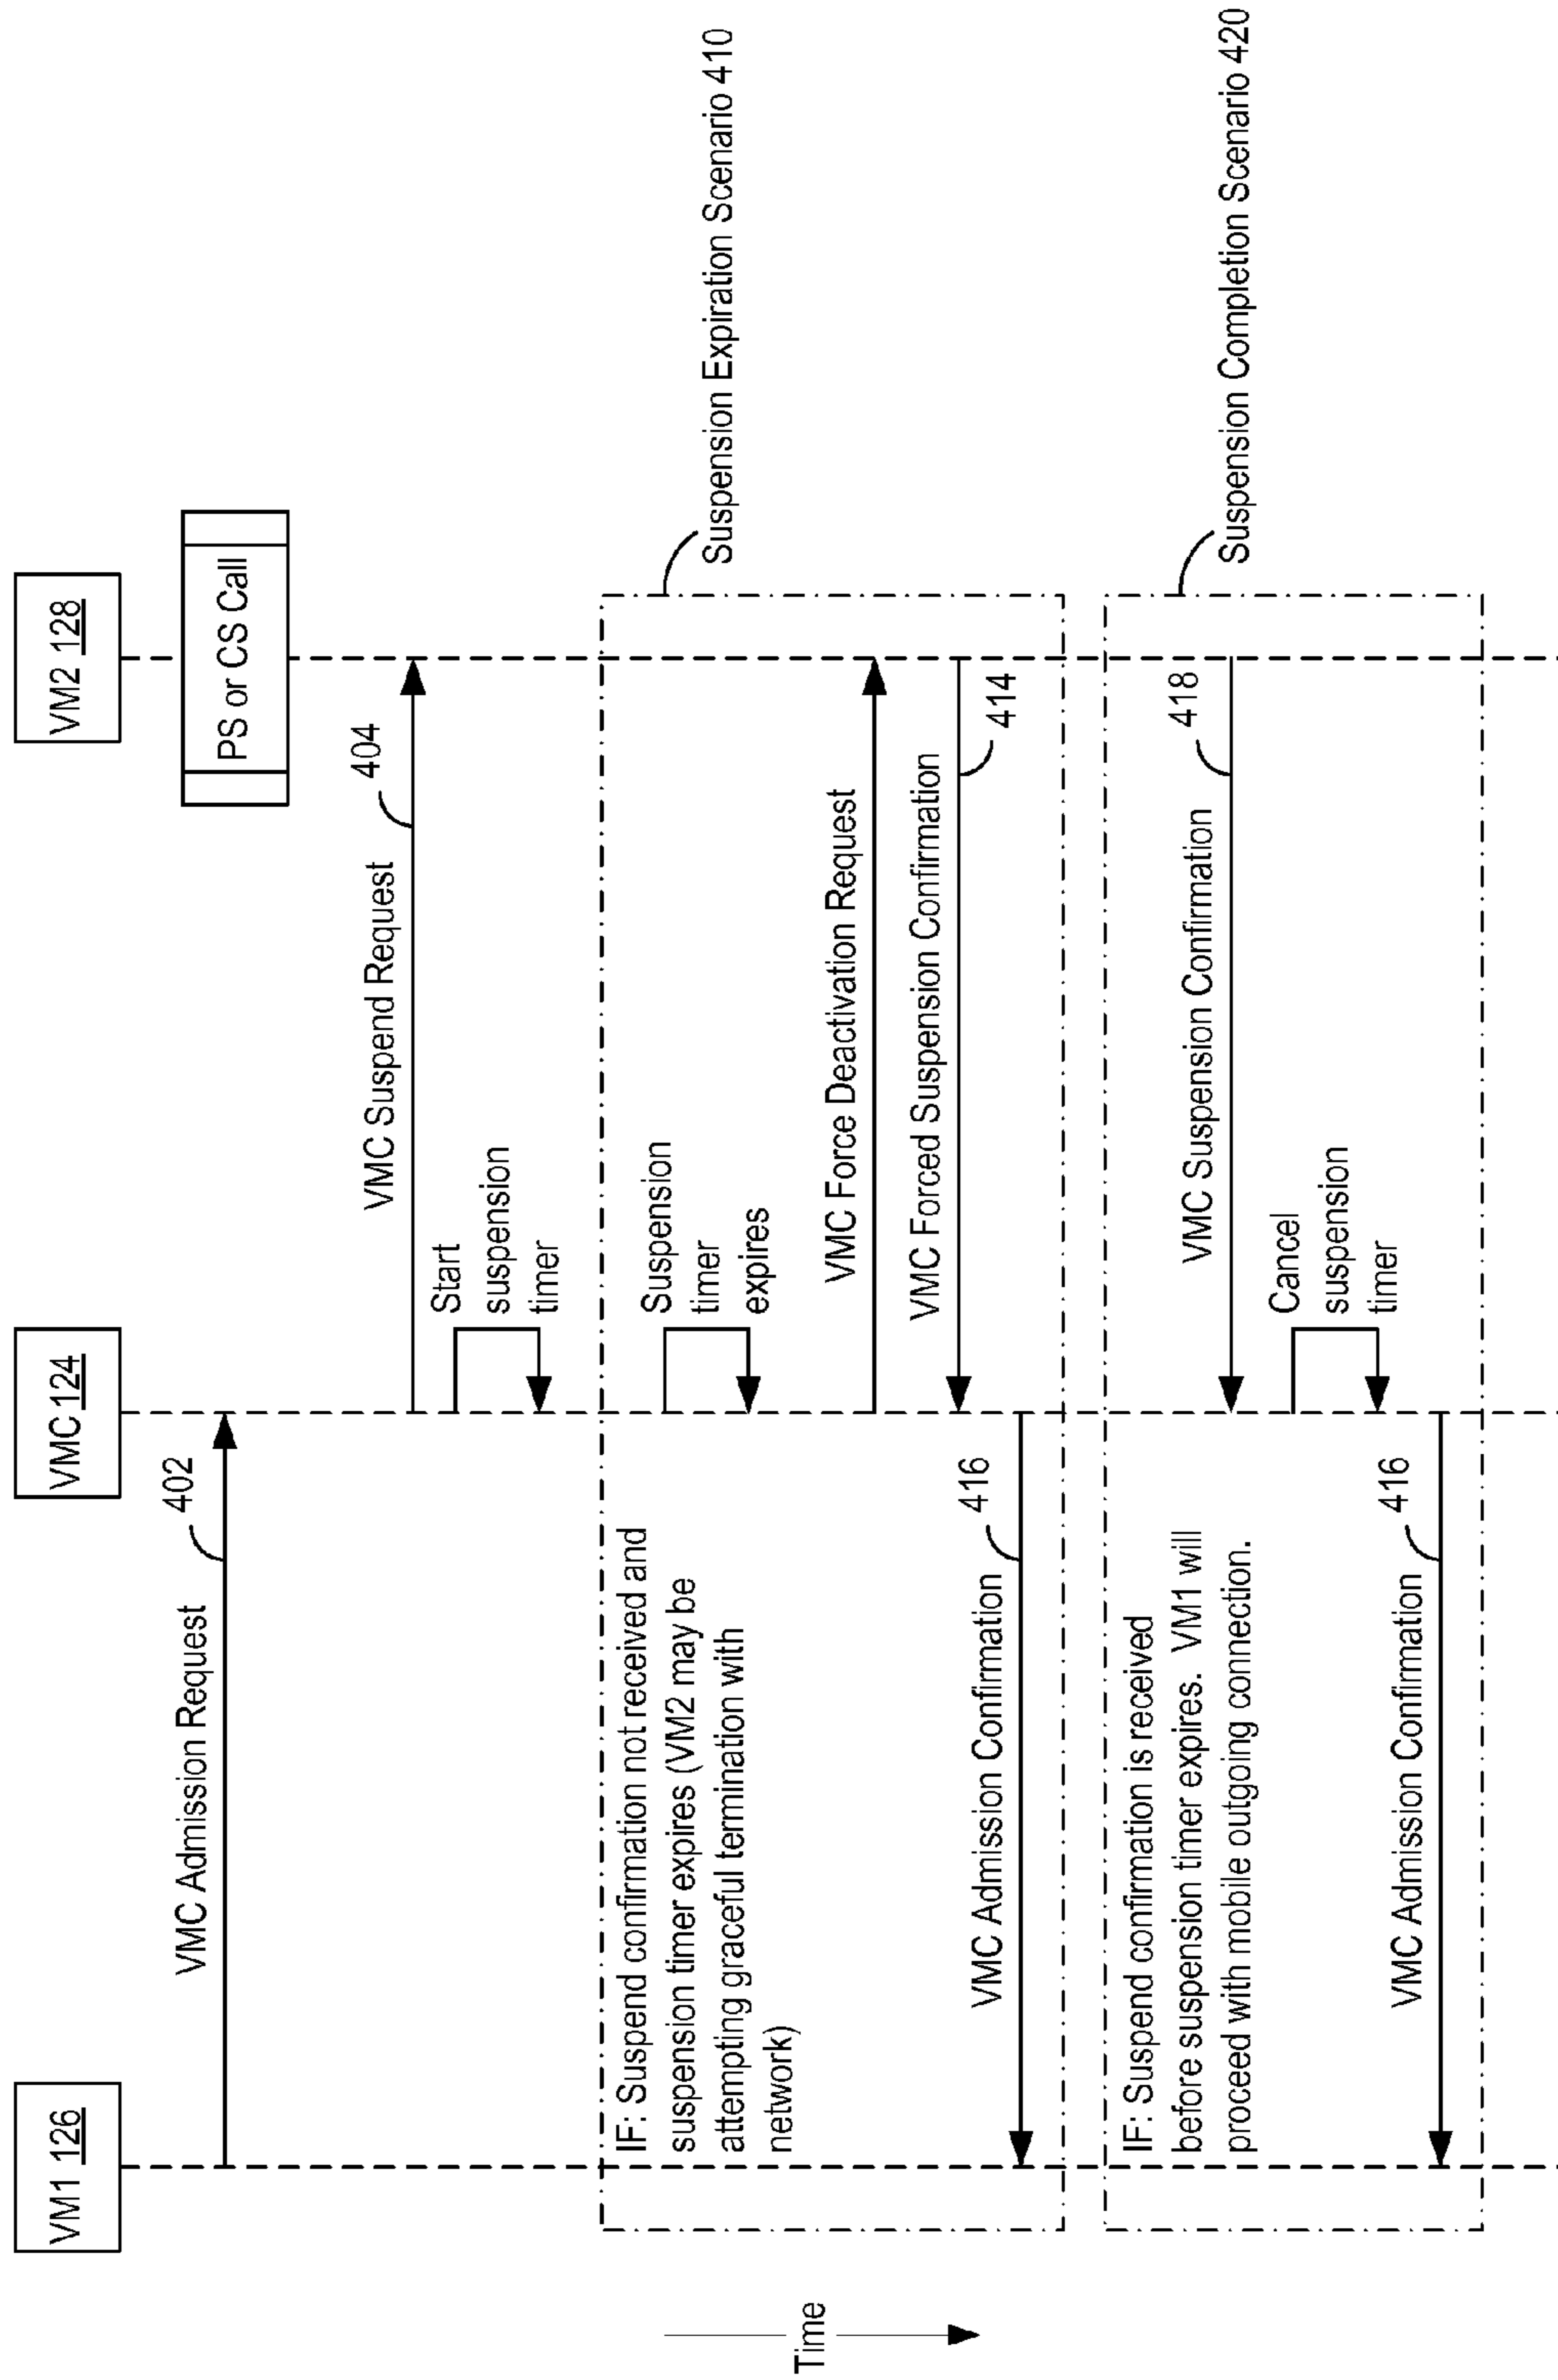 VM1 126
VMC 124
VM2 128
PS or CS Call
VMC Admission Request
402
VMC Suspend Request
404
Start
suspension
timer
Suspension Expiration Scenario 410
IF: Suspend confirmation not received and
suspension timer expires (VM2 may be
attempting graceful termination with
network)
Suspension
timer
expires
VMC Force Deactivation Request
VMC Forced Suspension Confirmation
414
VMC Admission Confirmation
416
Suspension Completion Scenario 420
IF: Suspend confirmation is received
before suspension timer expires. VM1 will
proceed with mobile outgoing connection.
VMC Suspension Confirmation
418
Cancel
suspension
timer
VMC Admission Confirmation
416
Time